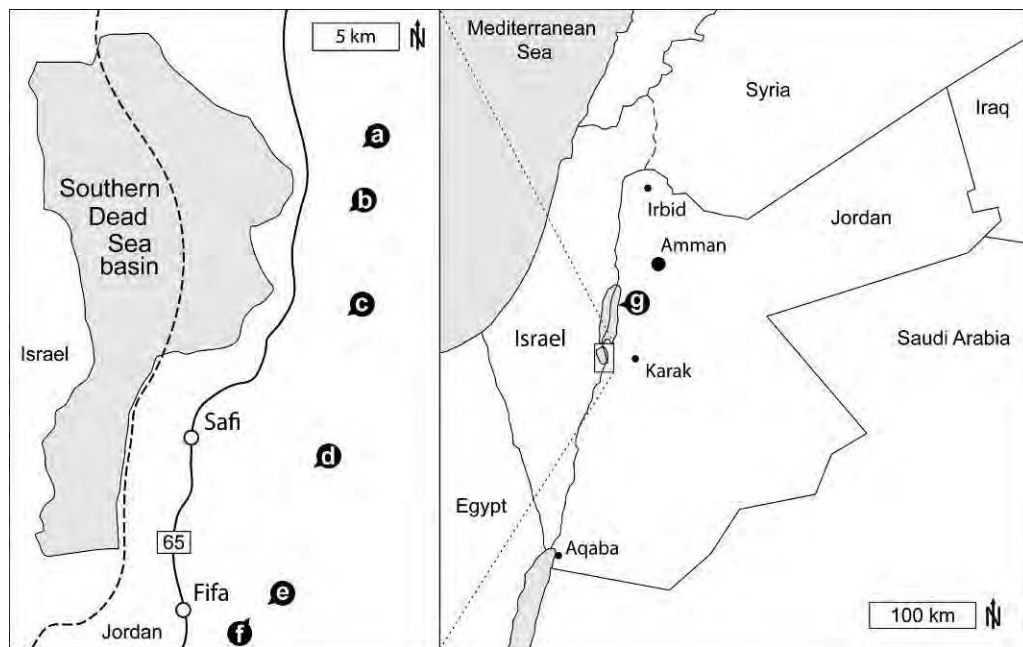 5 km
N
a
b
Southern
Dead
Sea
basin
c
Israel
Safi
d
65
e
Fifa
f
Jordan
Mediterranean
Sea
Syria
Iraq
Irbid
Jordan
Amman
g
Israel
Saudi Arabia
Karak
Egypt
Aqaba
100 km
N